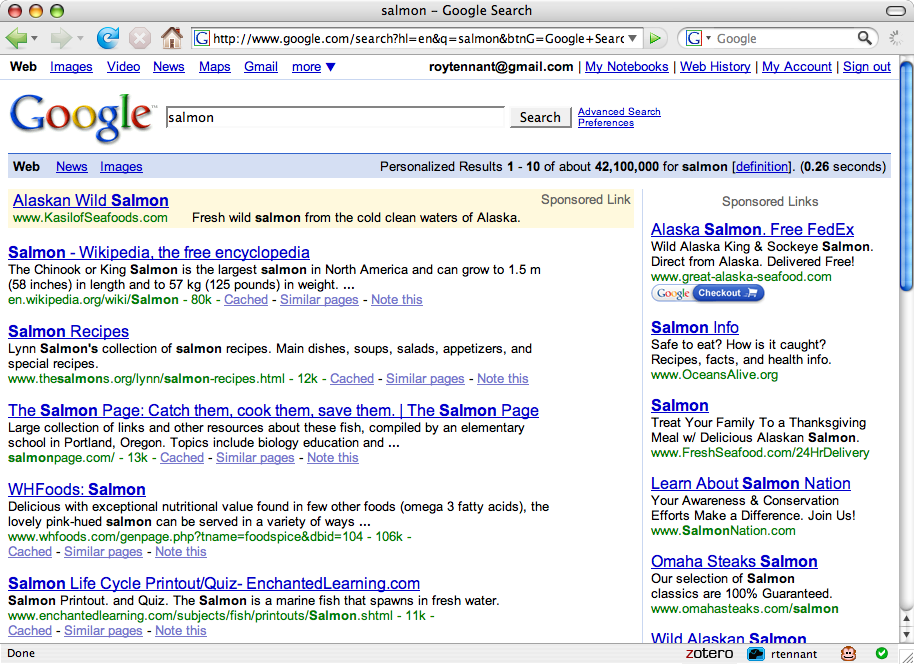 salmon – Google Search
http://www.google.com/search?hl=en&q=salmon&btnG=Google+Searc
Google
Web Images Video News Maps Gmail more ▼
roytennant@gmail.com | My Notebooks | Web History | My Account | Sign out
Google™
salmon
Search
Advanced Search
Preferences
Web News Images
Personalized Results 1 - 10 of about 42,100,000 for salmon [definition]. (0.26 seconds)
Alaskan Wild Salmon
Sponsored Link
www.KasilofSeafoods.com Fresh wild salmon from the cold clean waters of Alaska.
Salmon - Wikipedia, the free encyclopedia
The Chinook or King Salmon is the largest salmon in North America and can grow to 1.5 m
(58 inches) in length and to 57 kg (125 pounds) in weight. ...
en.wikipedia.org/wiki/Salmon - 80k - Cached - Similar pages - Note this
Salmon Recipes
Lynn Salmon's collection of salmon recipes. Main dishes, soups, salads, appetizers, and
special recipes.
www.thesalmons.org/lynn/salmon-recipes.html - 12k - Cached - Similar pages - Note this
The Salmon Page: Catch them, cook them, save them. | The Salmon Page
Large collection of links and other resources about these fish, compiled by an elementary
school in Portland, Oregon. Topics include biology education and ...
salmonpage.com/ - 13k - Cached - Similar pages - Note this
WHFoods: Salmon
Delicious with exceptional nutritional value found in few other foods (omega 3 fatty acids), the
lovely pink-hued salmon can be served in a variety of ways ...
www.whfoods.com/genpage.php?tname=foodspice&dbid=104 - 106k -
Cached - Similar pages - Note this
Salmon Life Cycle Printout/Quiz- EnchantedLearning.com
Salmon Printout. and Quiz. The Salmon is a marine fish that spawns in fresh water.
www.enchantedlearning.com/subjects/fish/printouts/Salmon.shtml - 11k -
Cached - Similar pages - Note this
Sponsored Links
Alaska Salmon. Free FedEx
Wild Alaska King & Sockeye Salmon.
Direct from Alaska. Delivered Free!
www.great-alaska-seafood.com
Google Checkout
Salmon Info
Safe to eat? How is it caught?
Recipes, facts, and health info.
www.OceansAlive.org
Salmon
Treat Your Family To a Thanksgiving
Meal w/ Delicious Alaskan Salmon.
www.FreshSeafood.com/24HrDelivery
Learn About Salmon Nation
Your Awareness & Conservation
Efforts Make a Difference. Join Us!
www.SalmonNation.com
Omaha Steaks Salmon
Our selection of Salmon
classics are 100% Guaranteed.
www.omahasteaks.com/salmon
Wild Alaskan Salmon
Done
zotero
rtennant